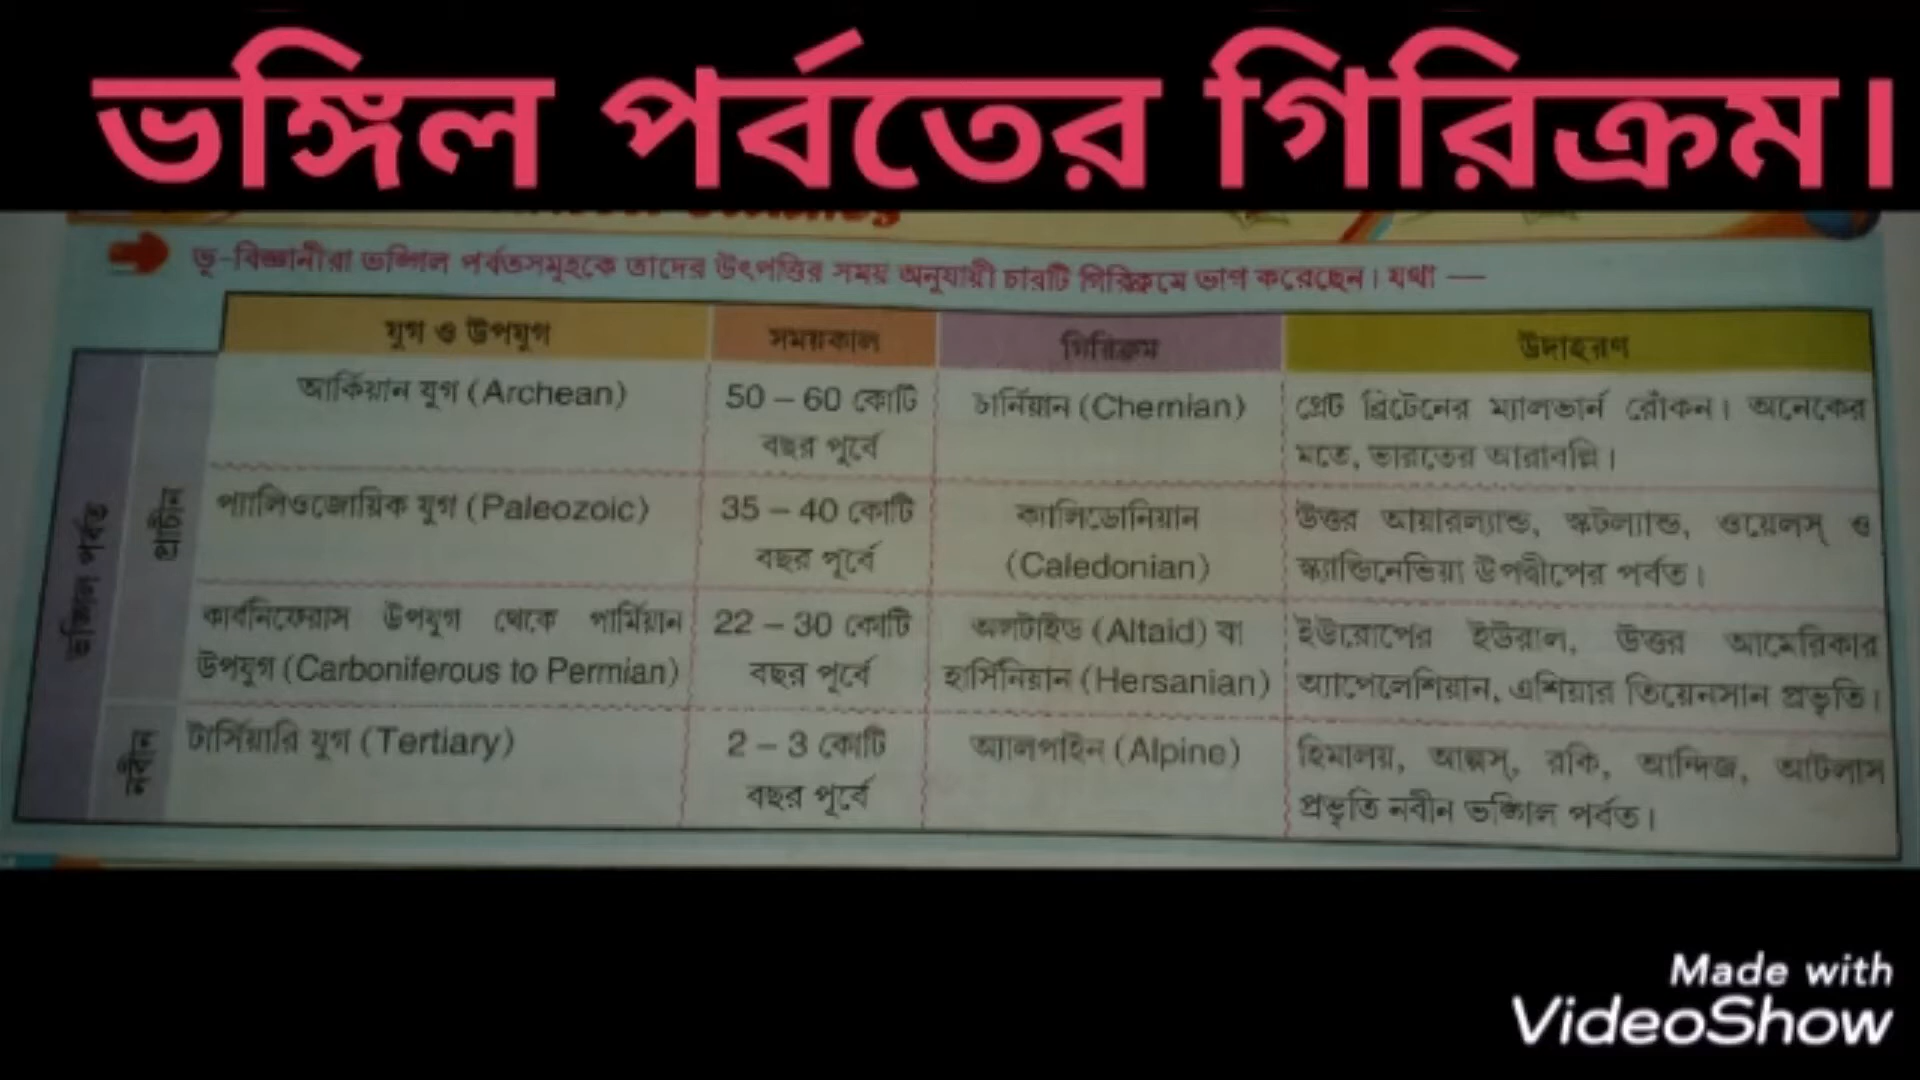 ভঙ্গিল পর্বতের গিরিক্রম।
ভূ-বিজ্ঞানীরা ভঙ্গিল পর্বতসমূহকে তাদের উৎপত্তির সময় অনুযায়ী চারটি গিরিক্রমে ভাগ করেছেন। যথা —
যুগ ও উপযুগ সময়কাল গিরিক্রম উদাহরণ
ভঙ্গিল পর্বত
প্রাচীন
আর্কিয়ান যুগ (Archean) 50 – 60 কোটি চার্নিয়ান (Chernian) গ্রেট ব্রিটেনের ম্যালভার্ন রোঁকন। অনেকের
বছর পূর্বে মতে, ভারতের আরাবল্লি।
প্যালিওজোয়িক যুগ (Paleozoic) 35 – 40 কোটি ক্যালিডোনিয়ান উত্তর আয়ারল্যান্ড, স্কটল্যান্ড, ওয়েলস্ ও
বছর পূর্বে (Caledonian) স্ক্যান্ডিনেভিয়া উপদ্বীপের পর্বত।
কার্বনিফেরাস উপযুগ থেকে পার্মিয়ান 22 – 30 কোটি অলটাইড (Altaid) বা ইউরোপের ইউরাল, উত্তর আমেরিকার
উপযুগ (Carboniferous to Permian) বছর পূর্বে হার্সিনিয়ান (Hersanian) অ্যাপেলেশিয়ান, এশিয়ার তিয়েনসান প্রভৃতি।
নবীন
টার্সিয়ারি যুগ (Tertiary) 2 – 3 কোটি অ্যালপাইন (Alpine) হিমালয়, আল্পস্, রকি, আন্দিজ, আটলাস
বছর পূর্বে প্রভৃতি নবীন ভঙ্গিল পর্বত।
Made with
VideoShow